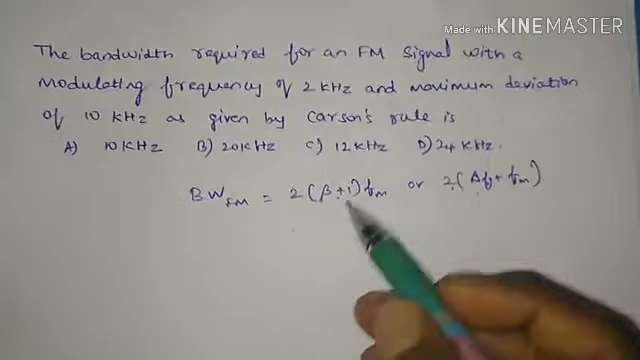 Made with KINEMASTER
The bandwidth required for an FM signal with a
modulating frequency of 2 kHz and maximum deviation
of 10 kHz as given by Carson's rule is
A) 10 kHz B) 20 kHz C) 12 kHz D) 24 kHz.
BW FM = 2(β+1)fm or 2(Δf+fm)